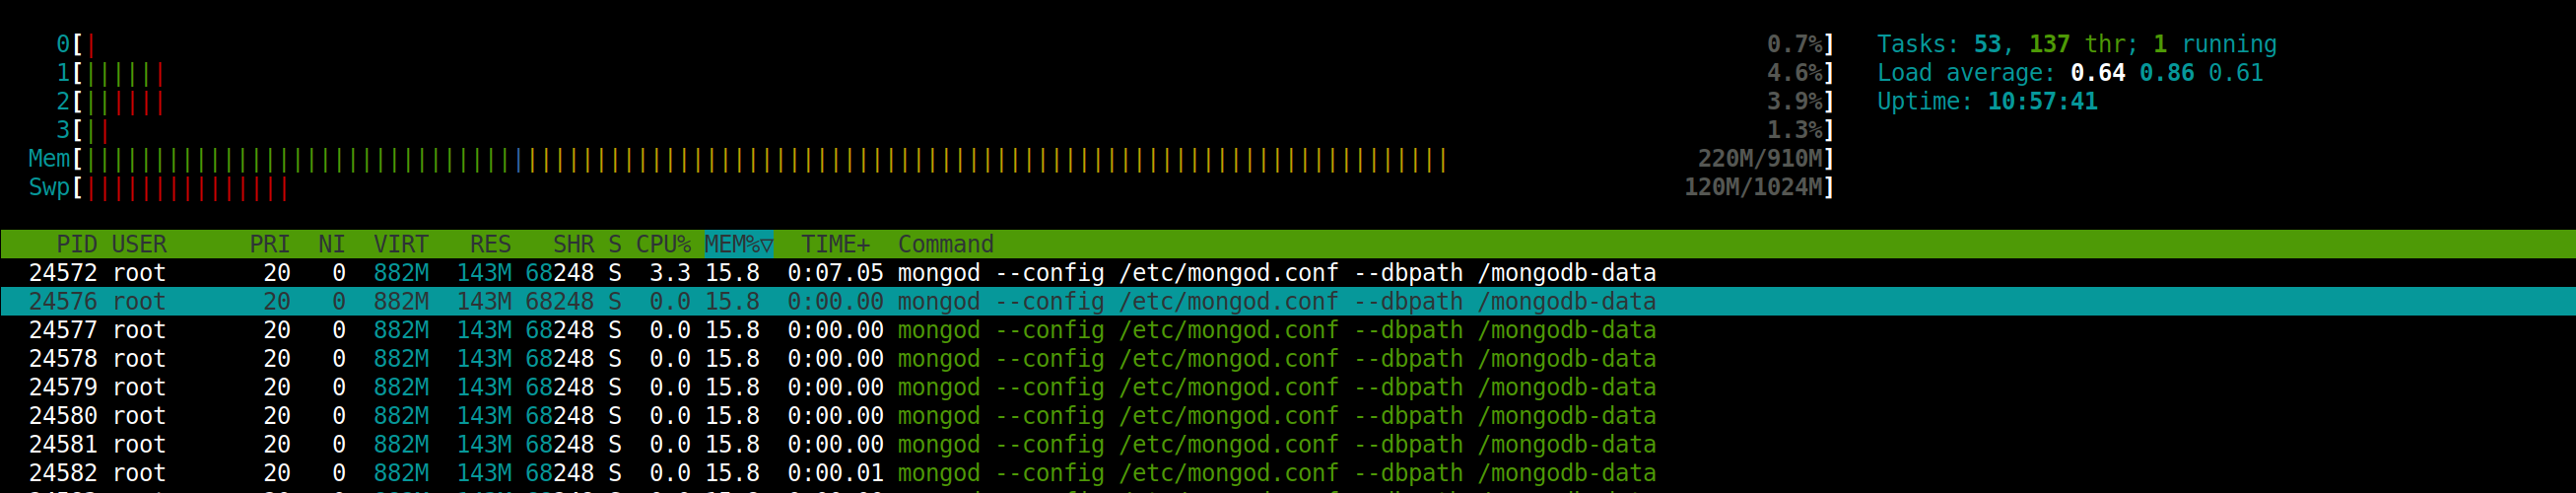 0[| 0.7%] Tasks: 53, 137 thr; 1 running
1[|||||| 4.6%] Load average: 0.64 0.86 0.61
2[|||||| 3.9%] Uptime: 10:57:41
3[|| 1.3%]
Mem[||||||||||||||||||||||||||||||||||||||||||||||||||||||||||||||||||||||||||||||||||||||||||||||||||| 220M/910M]
Swp[||||||||||||||| 120M/1024M]
PID USER PRI NI VIRT RES SHR S CPU% MEM%▽ TIME+ Command
24572 root 20 0 882M 143M 68248 S 3.3 15.8 0:07.05 mongod --config /etc/mongod.conf --dbpath /mongodb-data
24576 root 20 0 882M 143M 68248 S 0.0 15.8 0:00.00 mongod --config /etc/mongod.conf --dbpath /mongodb-data
24577 root 20 0 882M 143M 68248 S 0.0 15.8 0:00.00 mongod --config /etc/mongod.conf --dbpath /mongodb-data
24578 root 20 0 882M 143M 68248 S 0.0 15.8 0:00.00 mongod --config /etc/mongod.conf --dbpath /mongodb-data
24579 root 20 0 882M 143M 68248 S 0.0 15.8 0:00.00 mongod --config /etc/mongod.conf --dbpath /mongodb-data
24580 root 20 0 882M 143M 68248 S 0.0 15.8 0:00.00 mongod --config /etc/mongod.conf --dbpath /mongodb-data
24581 root 20 0 882M 143M 68248 S 0.0 15.8 0:00.00 mongod --config /etc/mongod.conf --dbpath /mongodb-data
24582 root 20 0 882M 143M 68248 S 0.0 15.8 0:00.01 mongod --config /etc/mongod.conf --dbpath /mongodb-data